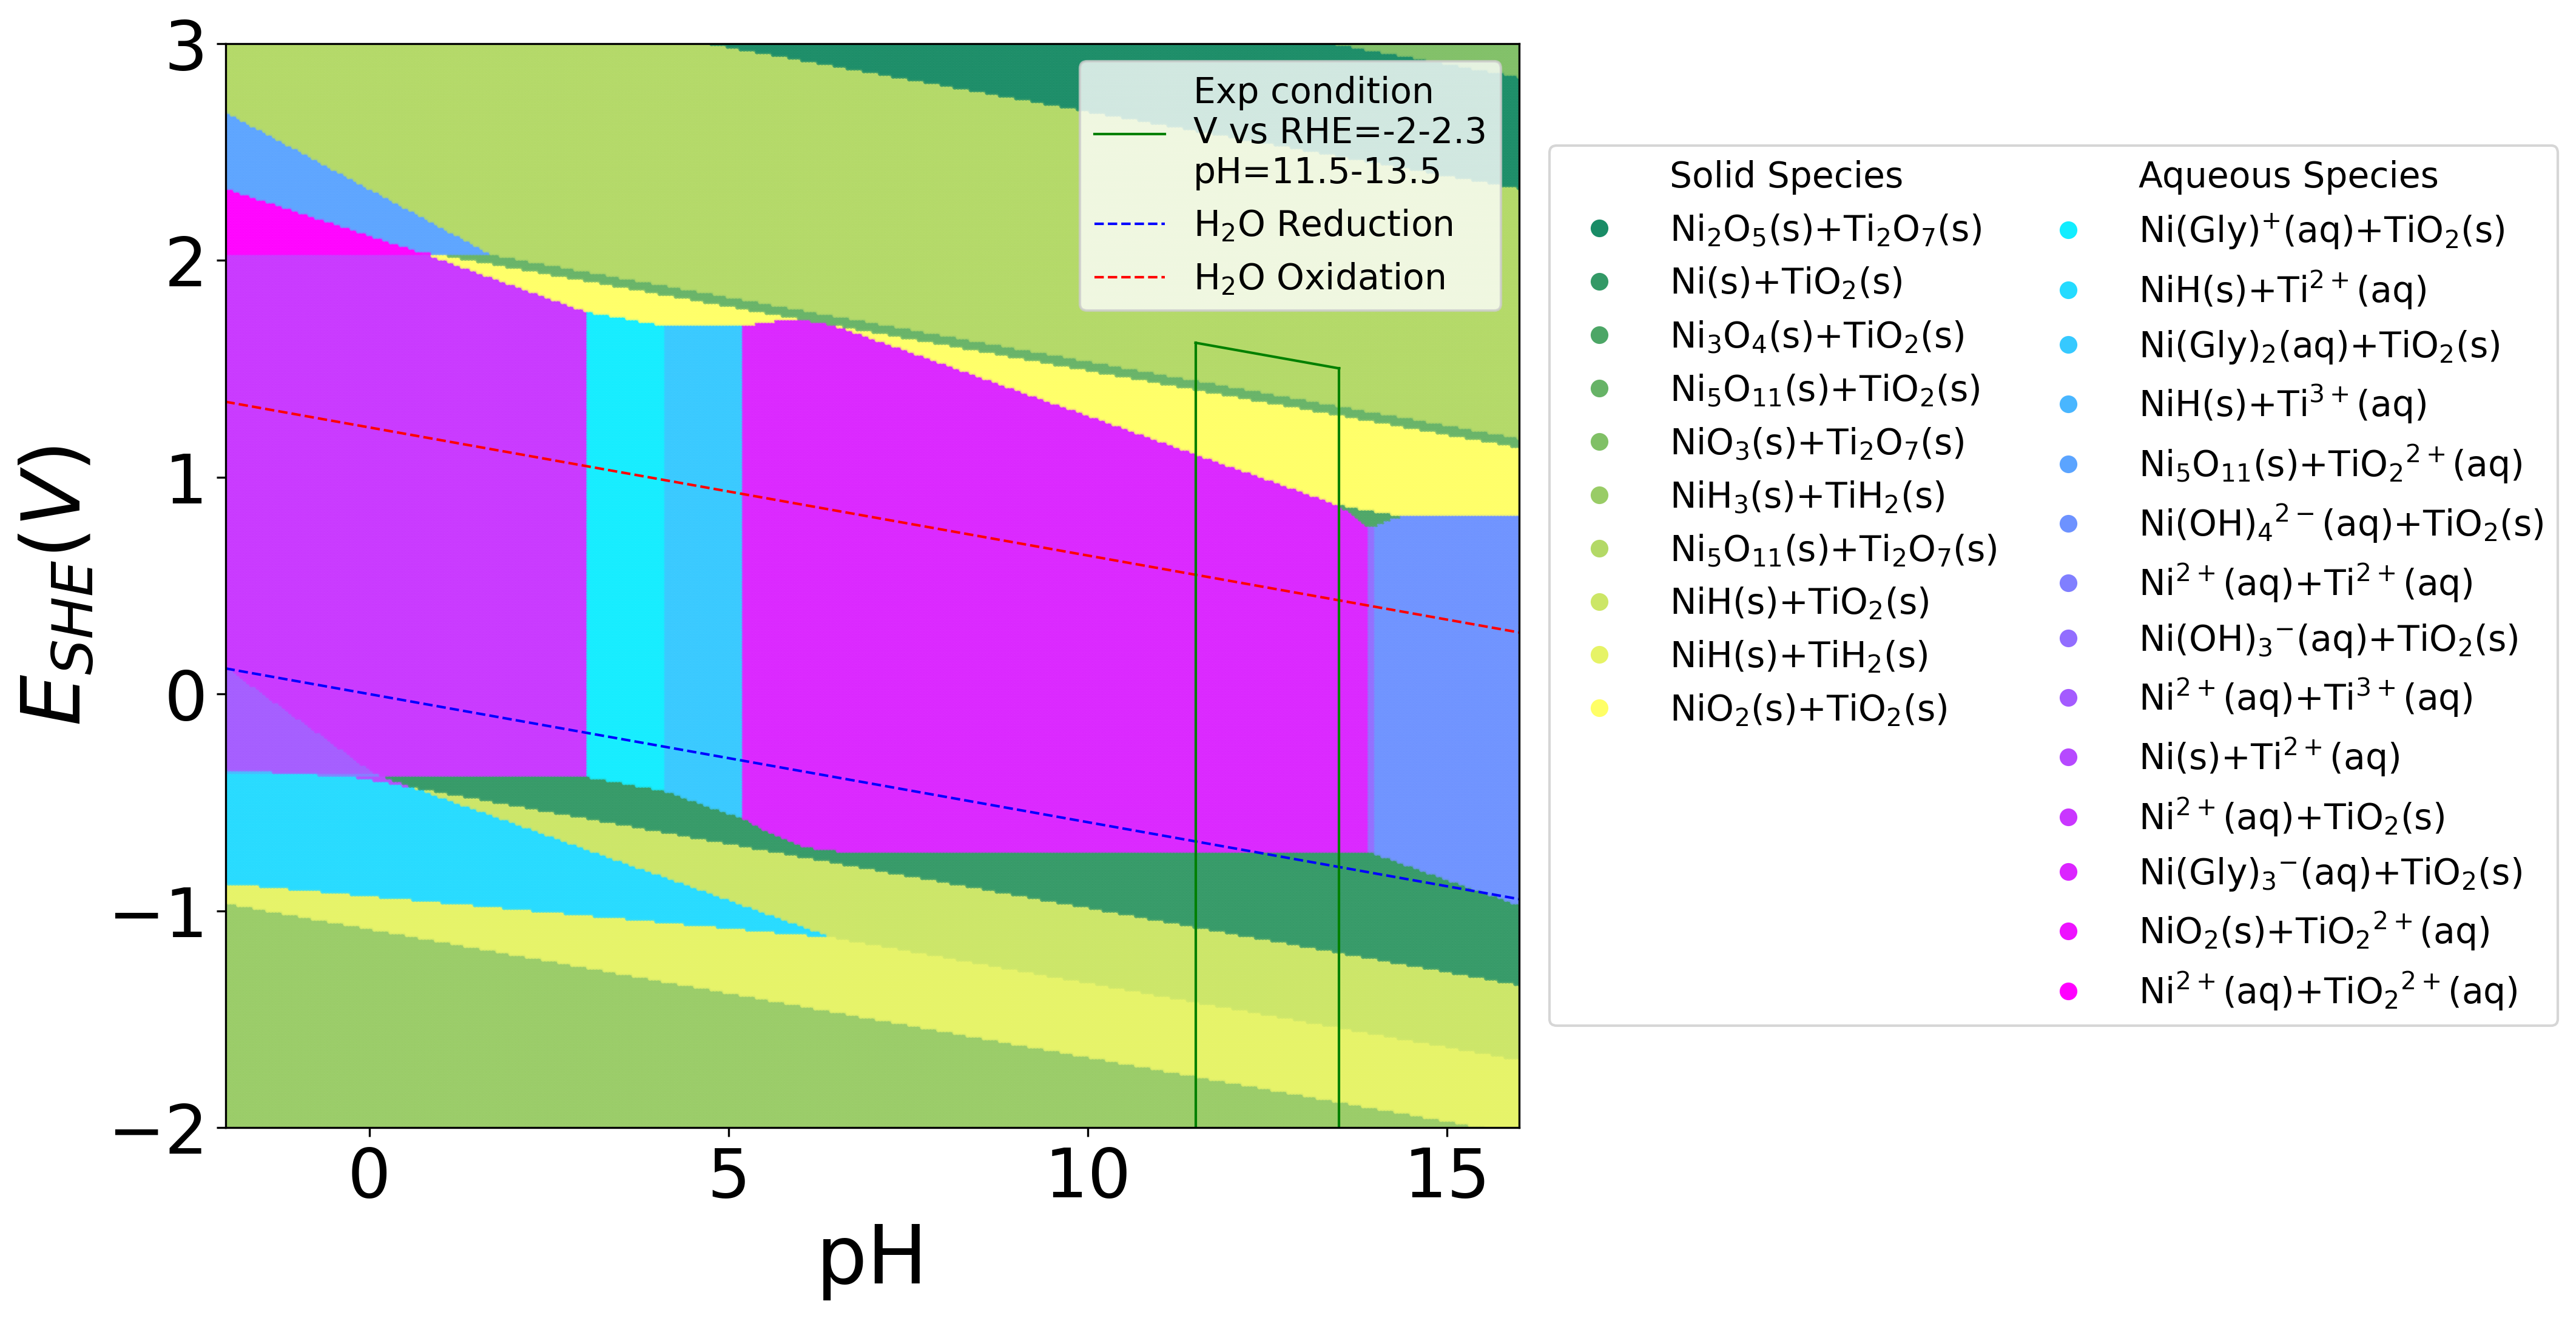 3
2
1
0
−1
−2
E_SHE(V)
0
5
10
15
pH
Exp condition
V vs RHE=-2-2.3
pH=11.5-13.5
H₂O Reduction
H₂O Oxidation
Solid Species
Ni₂O₅(s)+Ti₂O₇(s)
Ni(s)+TiO₂(s)
Ni₃O₄(s)+TiO₂(s)
Ni₅O₁₁(s)+TiO₂(s)
NiO₃(s)+Ti₂O₇(s)
NiH₃(s)+TiH₂(s)
Ni₅O₁₁(s)+Ti₂O₇(s)
NiH(s)+TiO₂(s)
NiH(s)+TiH₂(s)
NiO₂(s)+TiO₂(s)
Aqueous Species
Ni(Gly)⁺(aq)+TiO₂(s)
NiH(s)+Ti²⁺(aq)
Ni(Gly)₂(aq)+TiO₂(s)
NiH(s)+Ti³⁺(aq)
Ni₅O₁₁(s)+TiO₂²⁺(aq)
Ni(OH)₄²⁻(aq)+TiO₂(s)
Ni²⁺(aq)+Ti²⁺(aq)
Ni(OH)₃⁻(aq)+TiO₂(s)
Ni²⁺(aq)+Ti³⁺(aq)
Ni(s)+Ti²⁺(aq)
Ni²⁺(aq)+TiO₂(s)
Ni(Gly)₃⁻(aq)+TiO₂(s)
NiO₂(s)+TiO₂²⁺(aq)
Ni²⁺(aq)+TiO₂²⁺(aq)